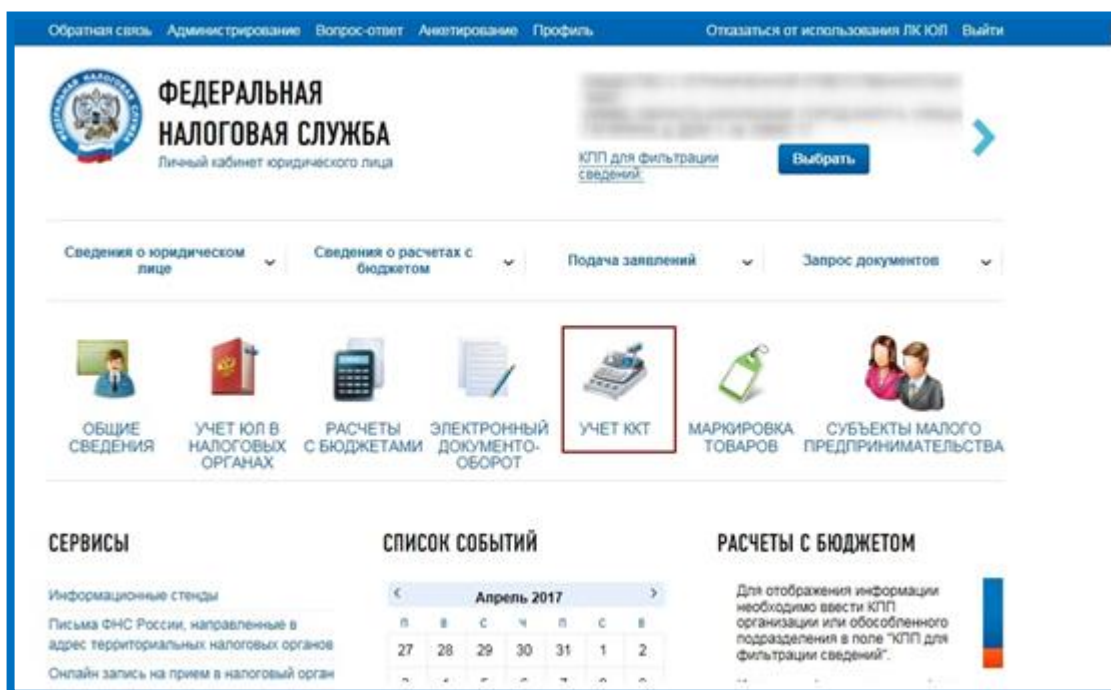 Обратная связь Администрирование Вопрос-ответ Анкетирование Профиль Отказаться от использования ЛК ЮЛ Выйти
ФЕДЕРАЛЬНАЯ
НАЛОГОВАЯ СЛУЖБА
Личный кабинет юридического лица
КПП для фильтрации
сведений:
Выбрать
Сведения о юридическом
лице
Сведения о расчетах с
бюджетом
Подача заявлений
Запрос документов
ОБЩИЕ
СВЕДЕНИЯ
УЧЕТ ЮЛ В
НАЛОГОВЫХ
ОРГАНАХ
РАСЧЕТЫ
С БЮДЖЕТАМИ
ЭЛЕКТРОННЫЙ
ДОКУМЕНТО-
ОБОРОТ
УЧЕТ ККТ
МАРКИРОВКА
ТОВАРОВ
СУБЪЕКТЫ МАЛОГО
ПРЕДПРИНИМАТЕЛЬСТВА
СЕРВИСЫ
Информационные стенды
Письма ФНС России, направленные в
адрес территориальных налоговых органов
Онлайн запись на прием в налоговый орган
СПИСОК СОБЫТИЙ
Апрель 2017
п в с ч п с в
27 28 29 30 31 1 2
РАСЧЕТЫ С БЮДЖЕТОМ
Для отображения информации
необходимо ввести КПП
организации или обособленного
подразделения в поле "КПП для
фильтрации сведений".